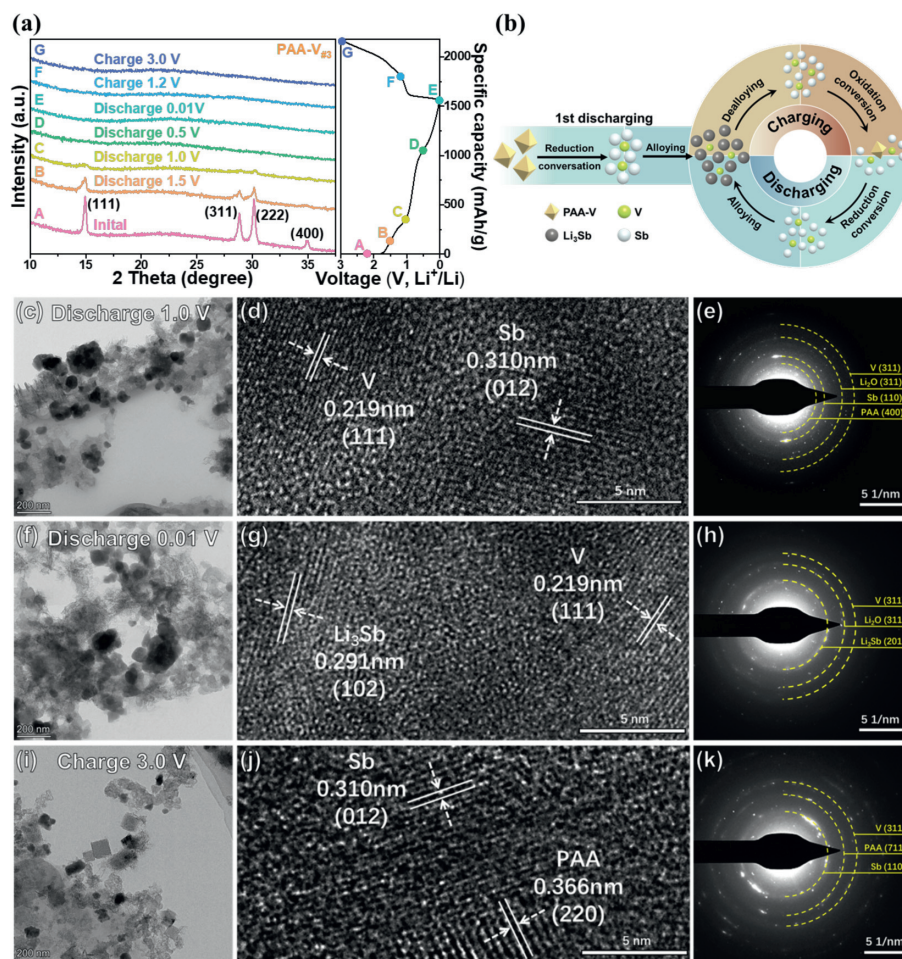 (a)
PAA-V#3
G Charge 3.0 V
F Charge 1.2 V
E Discharge 0.01V
D Discharge 0.5 V
C Discharge 1.0 V
B Discharge 1.5 V
A Inital
(111)
(311)
(222)
(400)
Intensity (a.u.)
10 15 20 25 30 35
2 Theta (degree)
G
F
E
D
C
B
A
3 2 1 0
Voltage (V, Li⁺/Li)
2000
1500
1000
500
0
Specific capacity (mAh/g)
(b)
1st discharging
Reduction
conversation
Alloying
Dealloying
Oxidation
conversion
Charging
Discharging
Alloying
Reduction
conversion
PAA-V
V
Li₃Sb
Sb
(c) Discharge 1.0 V
200 nm
(d)
V
0.219nm
(111)
Sb
0.310nm
(012)
5 nm
(e)
V (311)
Li₂O (311)
Sb (110)
PAA (400)
5 1/nm
(f) Discharge 0.01 V
200 nm
(g)
Li₃Sb
0.291nm
(102)
V
0.219nm
(111)
5 nm
(h)
V (311
Li₂O (311
Li₃Sb (201
5 1/nm
(i) Charge 3.0 V
200 nm
(j)
Sb
0.310nm
(012)
PAA
0.366nm
(220)
5 nm
(k)
V (311
PAA (711
Sb (110
5 1/nm